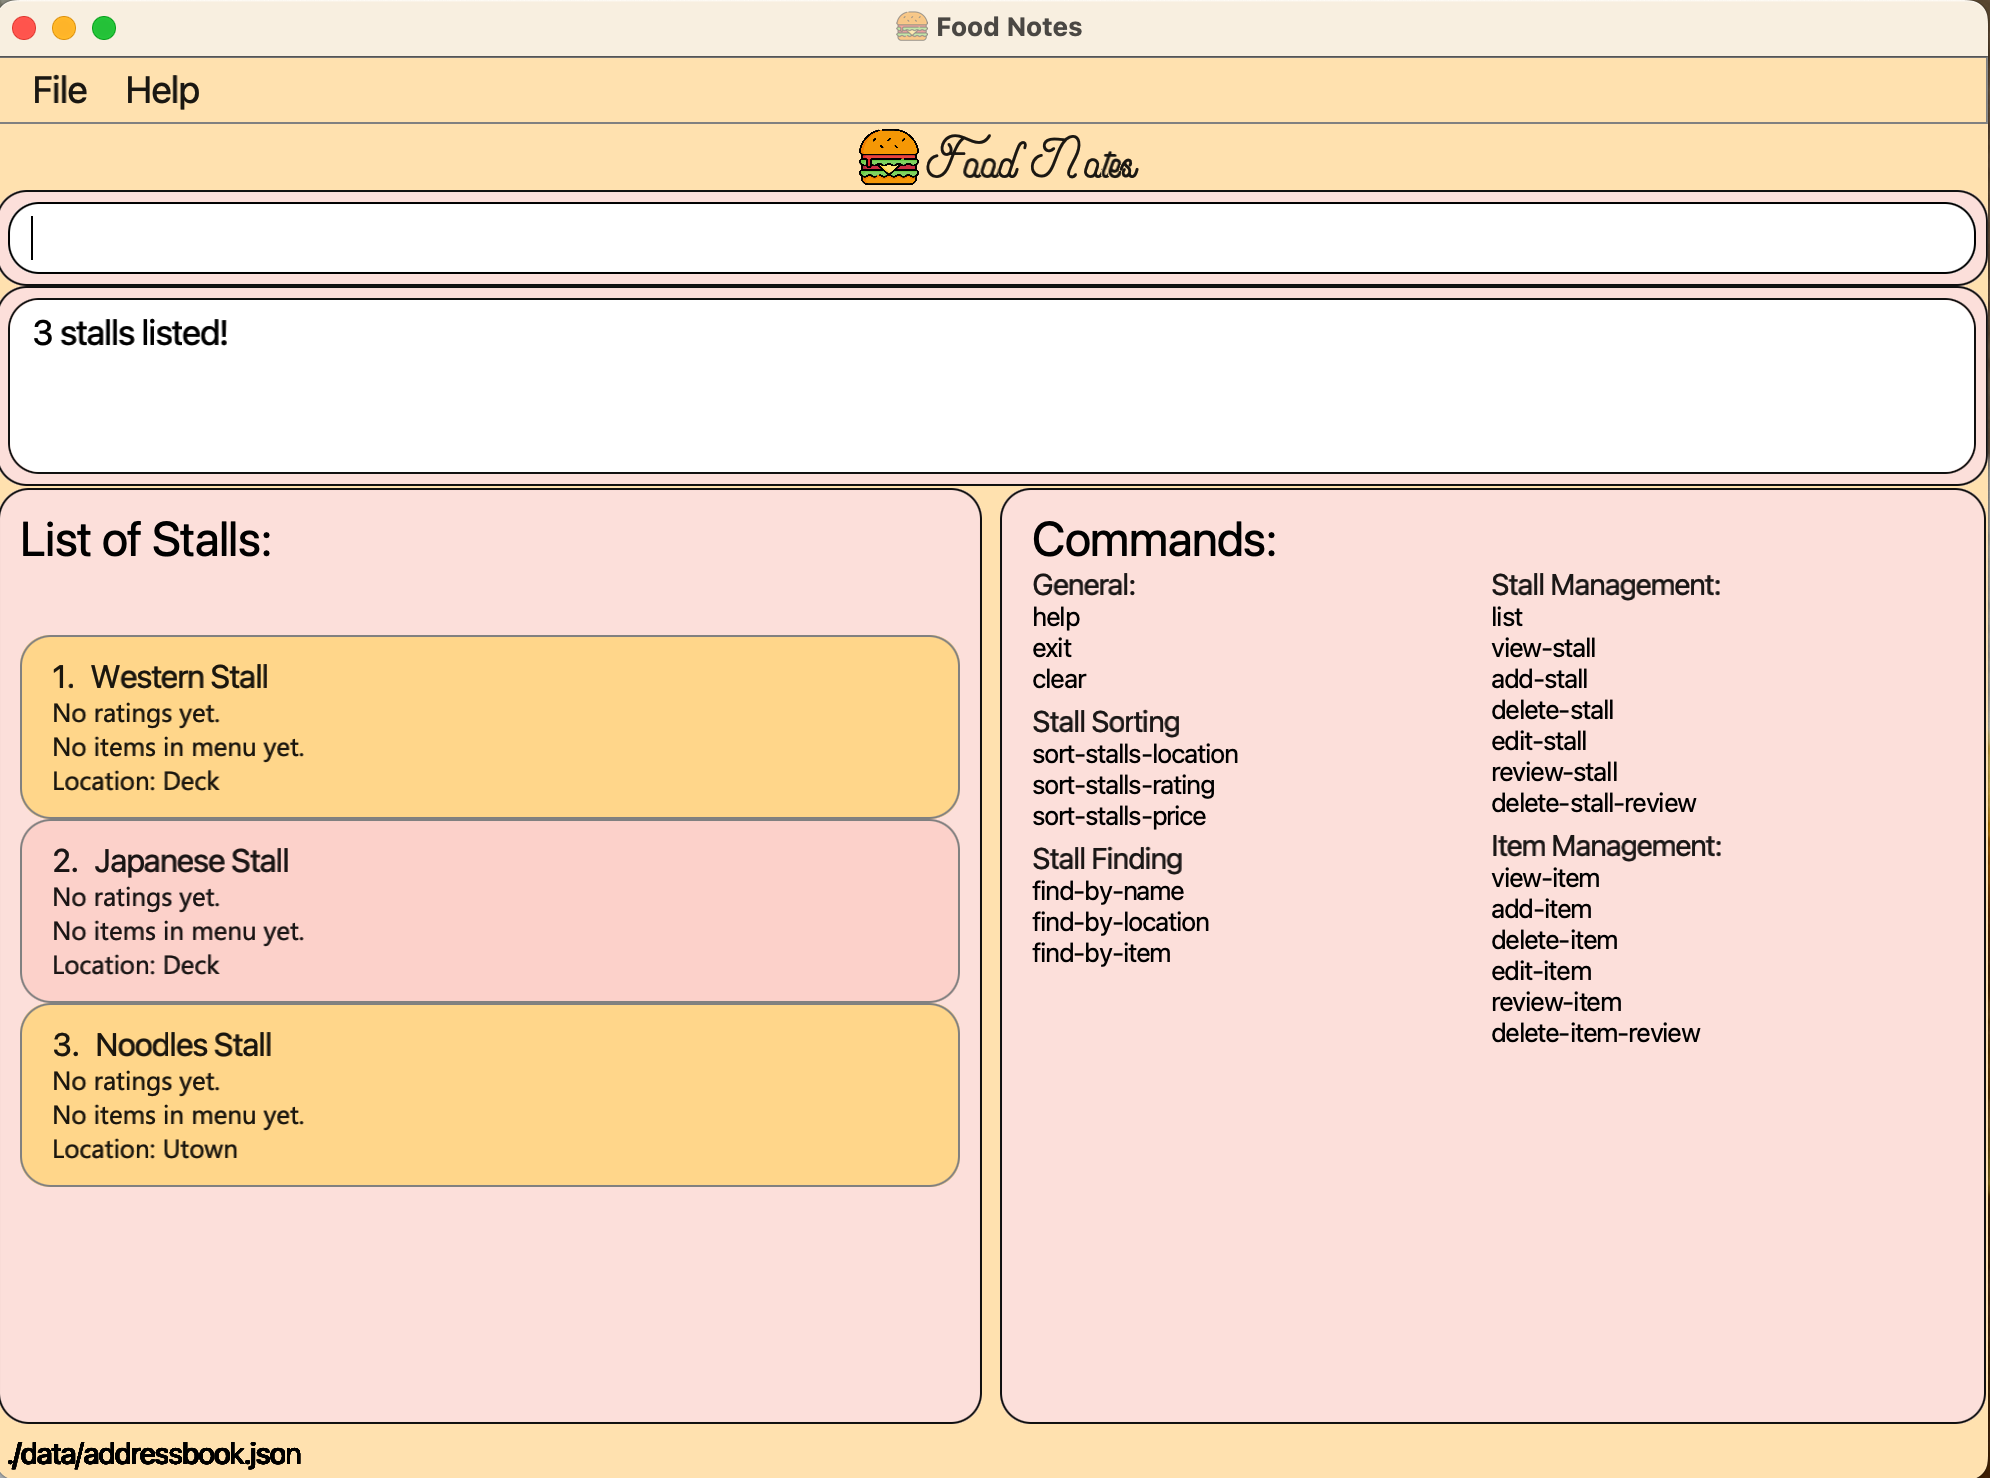 Food Notes
File Help
Food Notes
3 stalls listed!
List of Stalls:
1. Western Stall
No ratings yet.
No items in menu yet.
Location: Deck
2. Japanese Stall
No ratings yet.
No items in menu yet.
Location: Deck
3. Noodles Stall
No ratings yet.
No items in menu yet.
Location: Utown
Commands:
General:
help
exit
clear
Stall Sorting
sort-stalls-location
sort-stalls-rating
sort-stalls-price
Stall Finding
find-by-name
find-by-location
find-by-item
Stall Management:
list
view-stall
add-stall
delete-stall
edit-stall
review-stall
delete-stall-review
Item Management:
view-item
add-item
delete-item
edit-item
review-item
delete-item-review
./data/addressbook.json